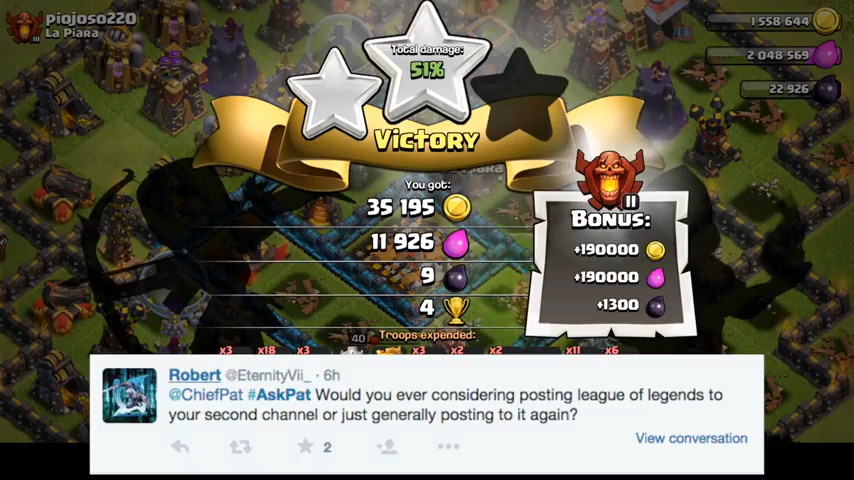 piojoso220
La Piara
1 558 644
2 048 569
22 926
Total damage:
51%
Victory
You got:
35 195
11 926
9
4
II
Bonus:
+190000
+190000
+1300
Troops expended:
40
x3 x18 x3 x3 x2 x2 x11 x6
Robert @EternityVii_ · 6h
@ChiefPat #AskPat Would you ever considering posting league of legends to
your second channel or just generally posting to it again?
2
View conversation